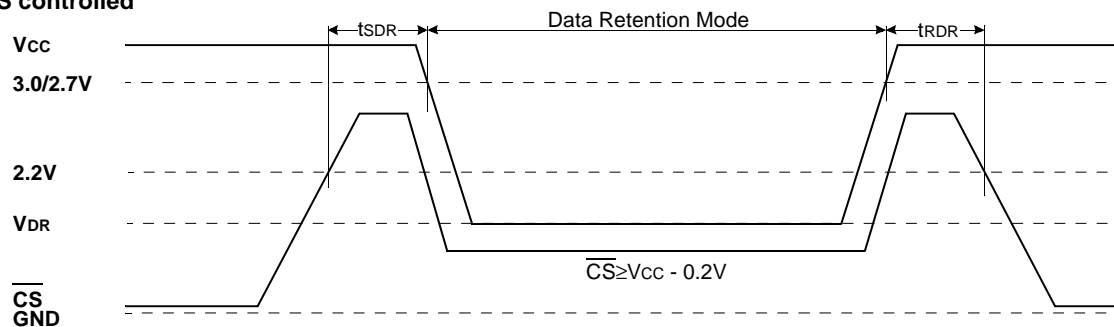 S controlled
Data Retention Mode
tSDR
tRDR
VCC
3.0/2.7V
2.2V
VDR
CS≥VCC - 0.2V
CS
GND